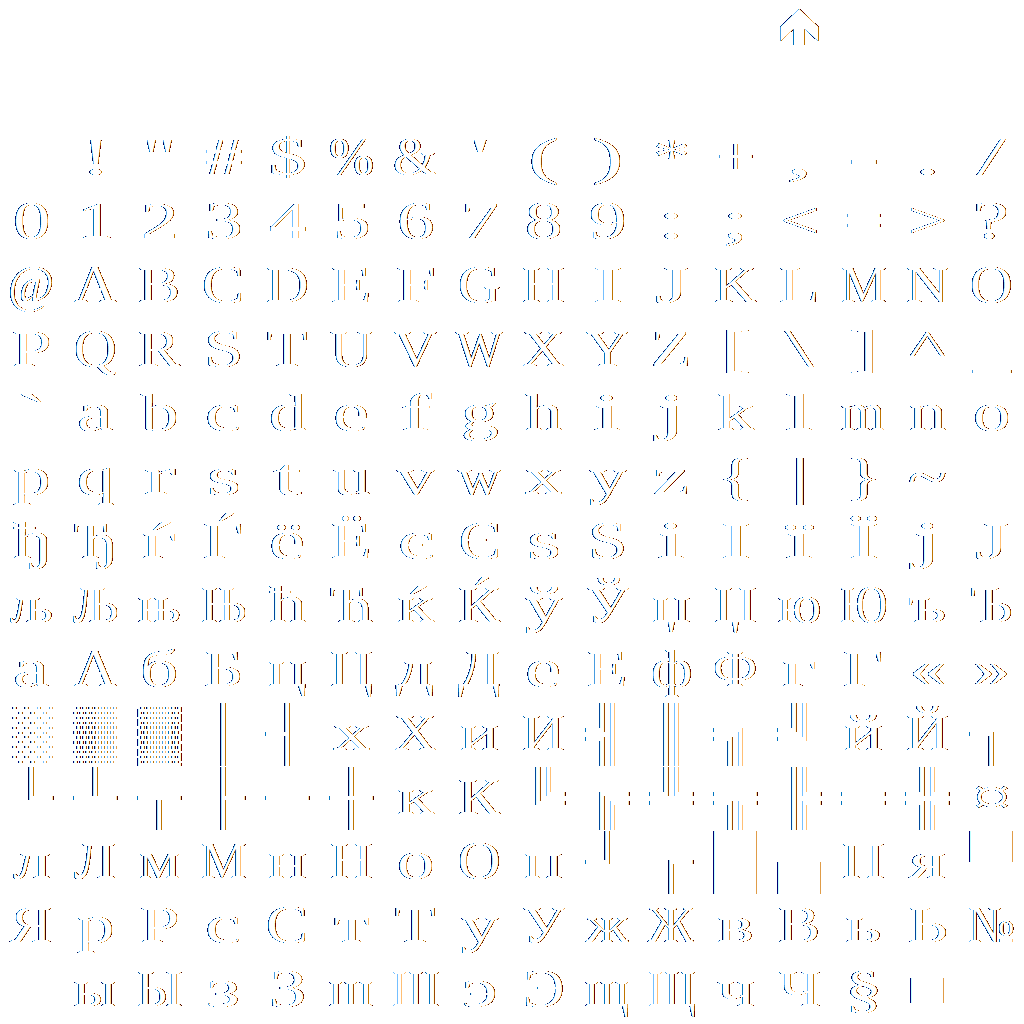 ↑
! " # $ % & ' ( ) * + , - . /
0 1 2 3 4 5 6 7 8 9 : ; < = > ?
@ A B C D E F G H I J K L M N O
P Q R S T U V W X Y Z [ \ ] ^ _
` a b c d e f g h i j k l m n o
p q r s t u v w x y z { | } ~
ђ Ђ ѓ Ѓ ё Ё є Є ѕ Ѕ і І ї Ї ј Ј
љ Љ њ Њ ћ Ћ ќ Ќ ў Ў џ Џ ю Ю ъ Ъ
а А б Б ц Ц д Д е Е ф Ф г Г « »
░ ▒ ▓ │ ┤ х Х и И ╣ ║ ╗ ╝ й Й ┐
└ ┴ ┬ ├ ─ ┼ к К ╚ ╔ ╩ ╦ ╠ ═ ╬ ¤
л Л м М н Н о О п ┘ ┌ █ ▄ П я ▀
Я р Р с С т Т у У ж Ж в В ь Ь №
ы Ы з З ш Ш э Э щ Щ ч Ч § ■